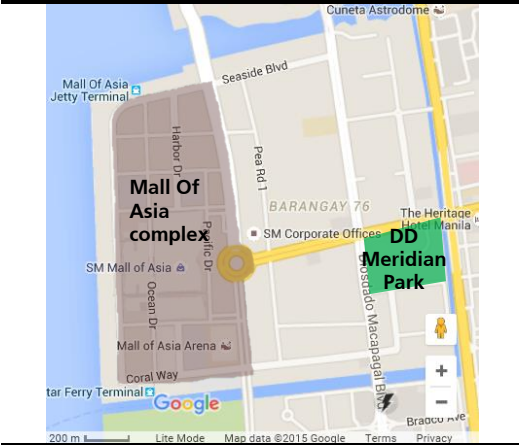 Cuneta Astrodome
Seaside Blvd
Mall Of Asia
Jetty Terminal
Harbor Dr
Pea Rd 1
Mall Of
Asia
complex
BARANGAY 76
The Heritage
Hotel Manila
SM Corporate Offices
DD
Meridian
Park
Pacific Dr
SM Mall of Asia
Ocean Dr
Diosdado Macapagal Blvd
Mall of Asia Arena
Coral Way
tar Ferry Terminal
Google
+
−
Bradco Ave
200 m
Lite Mode
Map data ©2015 Google
Terms
Privacy